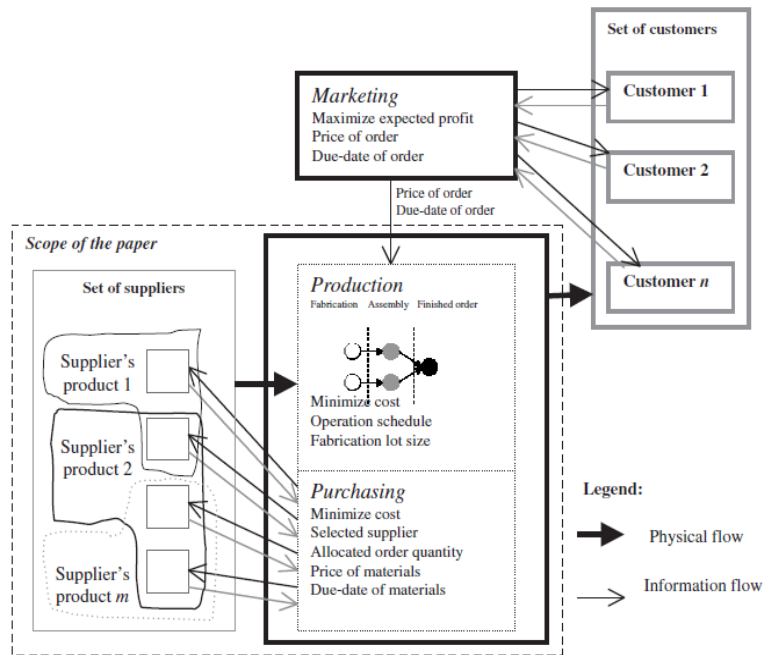 Set of customers
Customer 1
Customer 2
Customer n
Marketing
Maximize expected profit
Price of order
Due-date of order
Price of order
Due-date of order
Scope of the paper
Set of suppliers
Supplier's
product 1
Supplier's
product 2
Supplier's
product m
Production
Fabrication Assembly Finished order
Minimize cost
Operation schedule
Fabrication lot size
Purchasing
Minimize cost
Selected supplier
Allocated order quantity
Price of materials
Due-date of materials
Legend:
Physical flow
Information flow